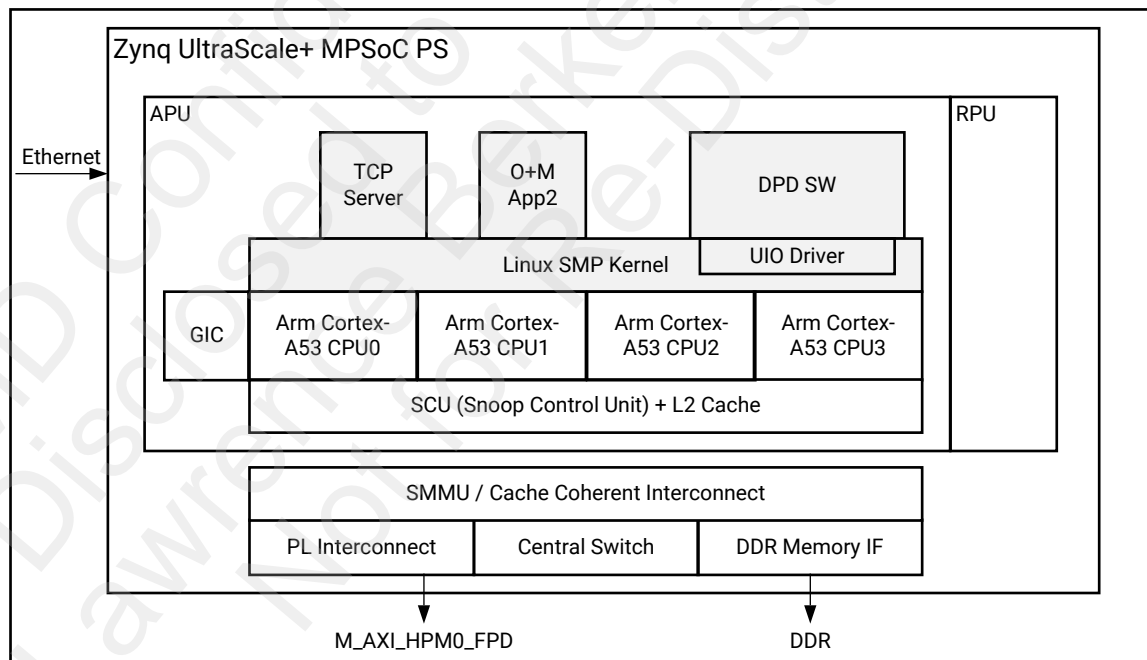 Zynq UltraScale+ MPSoC PS
APU
RPU
Ethernet
TCP
Server
O+M
App2
DPD SW
UIO Driver
Linux SMP Kernel
GIC
Arm Cortex-
A53 CPU0
Arm Cortex-
A53 CPU1
Arm Cortex-
A53 CPU2
Arm Cortex-
A53 CPU3
SCU (Snoop Control Unit) + L2 Cache
SMMU / Cache Coherent Interconnect
PL Interconnect
Central Switch
DDR Memory IF
M_AXI_HPM0_FPD
DDR